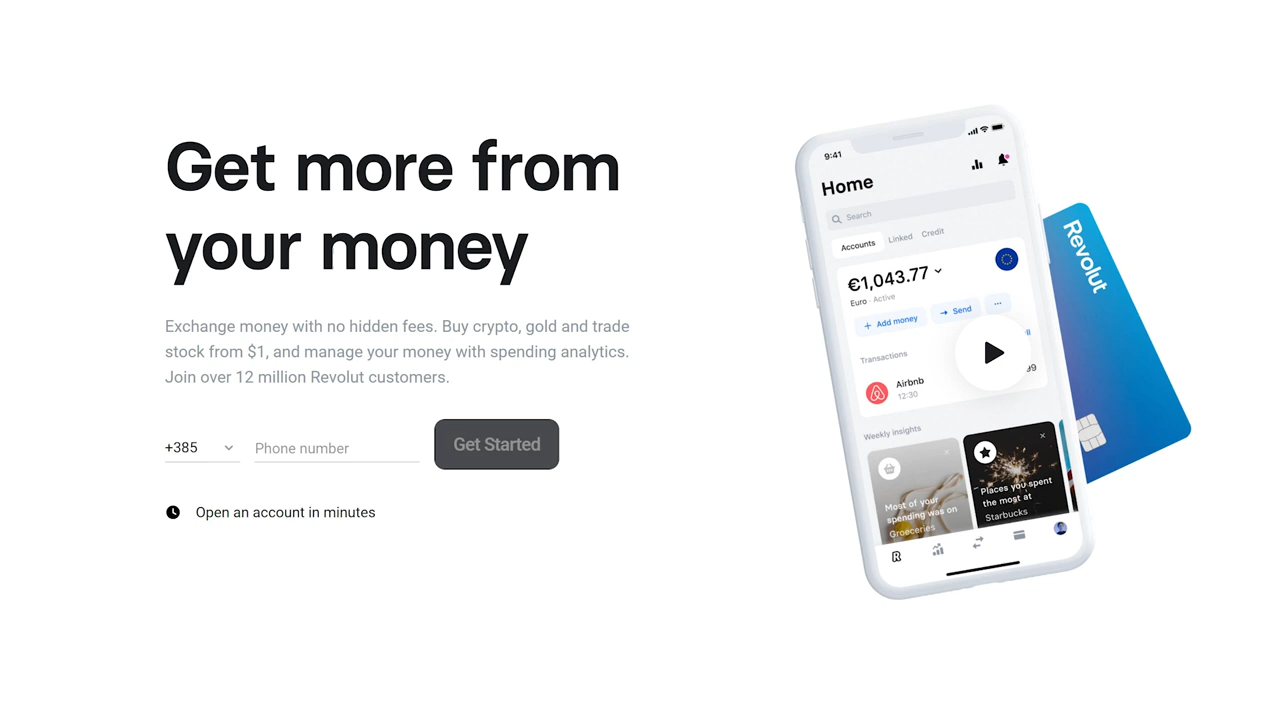 Get more from
your money
Exchange money with no hidden fees. Buy crypto, gold and trade
stock from $1, and manage your money with spending analytics.
Join over 12 million Revolut customers.
+385
Phone number
Get Started
Open an account in minutes
9:41
Home
Search
Accounts Linked Credit
€1,043.77
Euro · Active
+ Add money
→ Send
···
Transactions
Airbnb
12:30
Weekly insights
Most of your
spending was on
Groeceries
Places you spent
the most at
Starbucks
Revolut